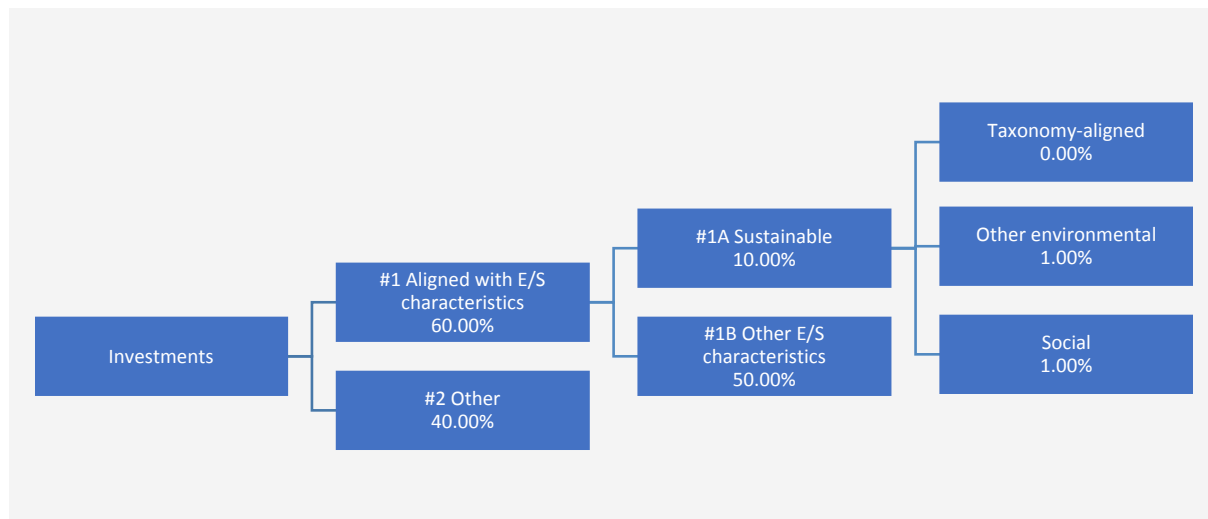 Investments
#1 Aligned with E/S
characteristics
60.00%
#2 Other
40.00%
#1A Sustainable
10.00%
#1B Other E/S
characteristics
50.00%
Taxonomy-aligned
0.00%
Other environmental
1.00%
Social
1.00%